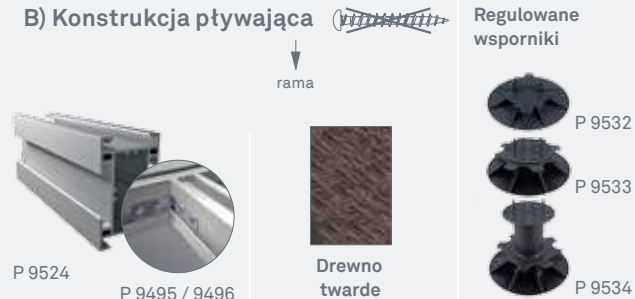 B) Konstrukcja pływająca
rama
P 9524
P 9495 / 9496
Drewno
twarde
Regulowane
wsporniki
P 9532
P 9533
P 9534